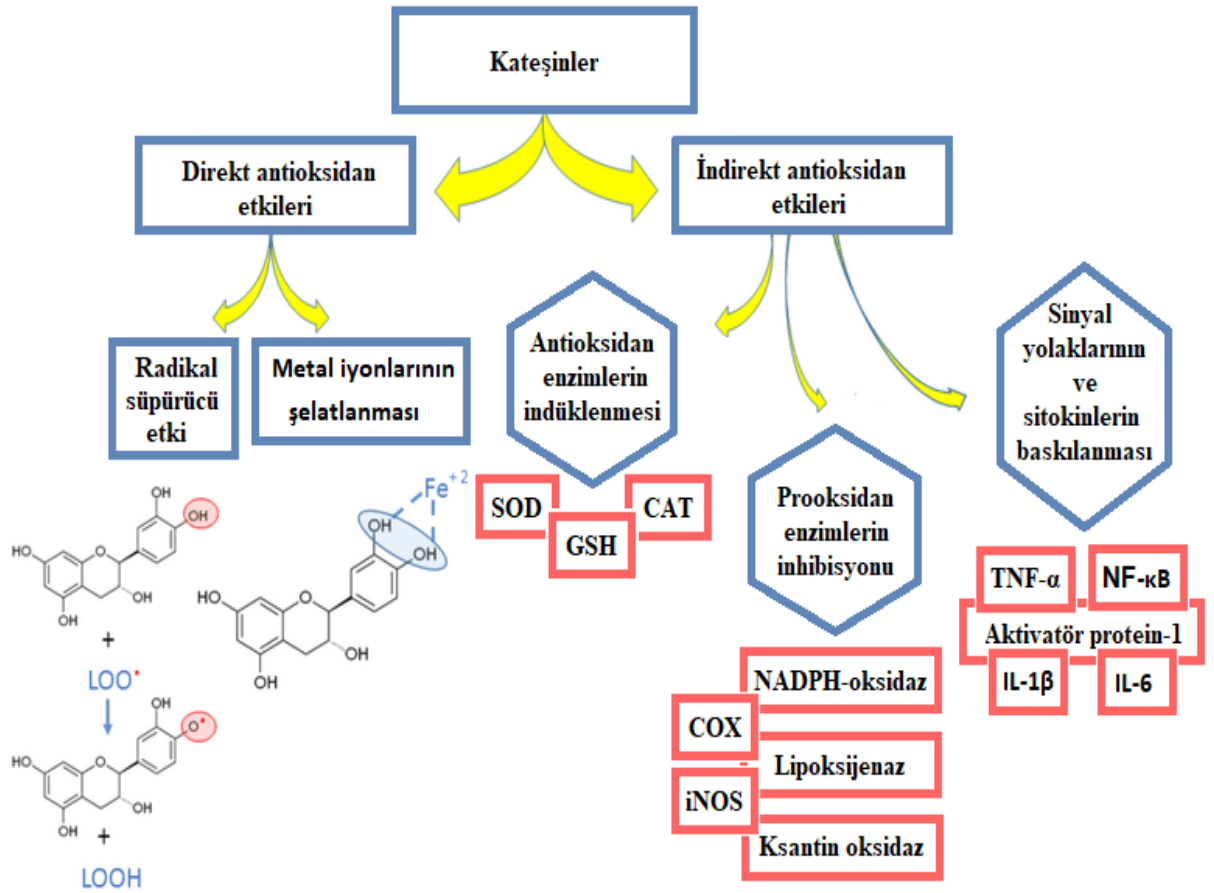 Kateşinler
Direkt antioksidan
etkileri
İndirekt antioksidan
etkileri
Radikal
süpürücü
etki
Metal iyonlarının
şelatlanması
Antioksidan
enzimlerin
indüklenmesi
SOD
CAT
GSH
Prooksidan
enzimlerin
inhibisyonu
NADPH-oksidaz
COX
Lipoksijenaz
iNOS
Ksantin oksidaz
Sinyal
yolaklarının
ve
sitokinlerin
baskılanması
TNF-α
NF-κB
Aktivatör protein-1
IL-1β
IL-6
OH
OH
HO
O
OH
OH
+
LOO•
OH
O•
HO
O
OH
OH
+
LOOH
Fe+2
OH
OH
HO
O
OH
OH